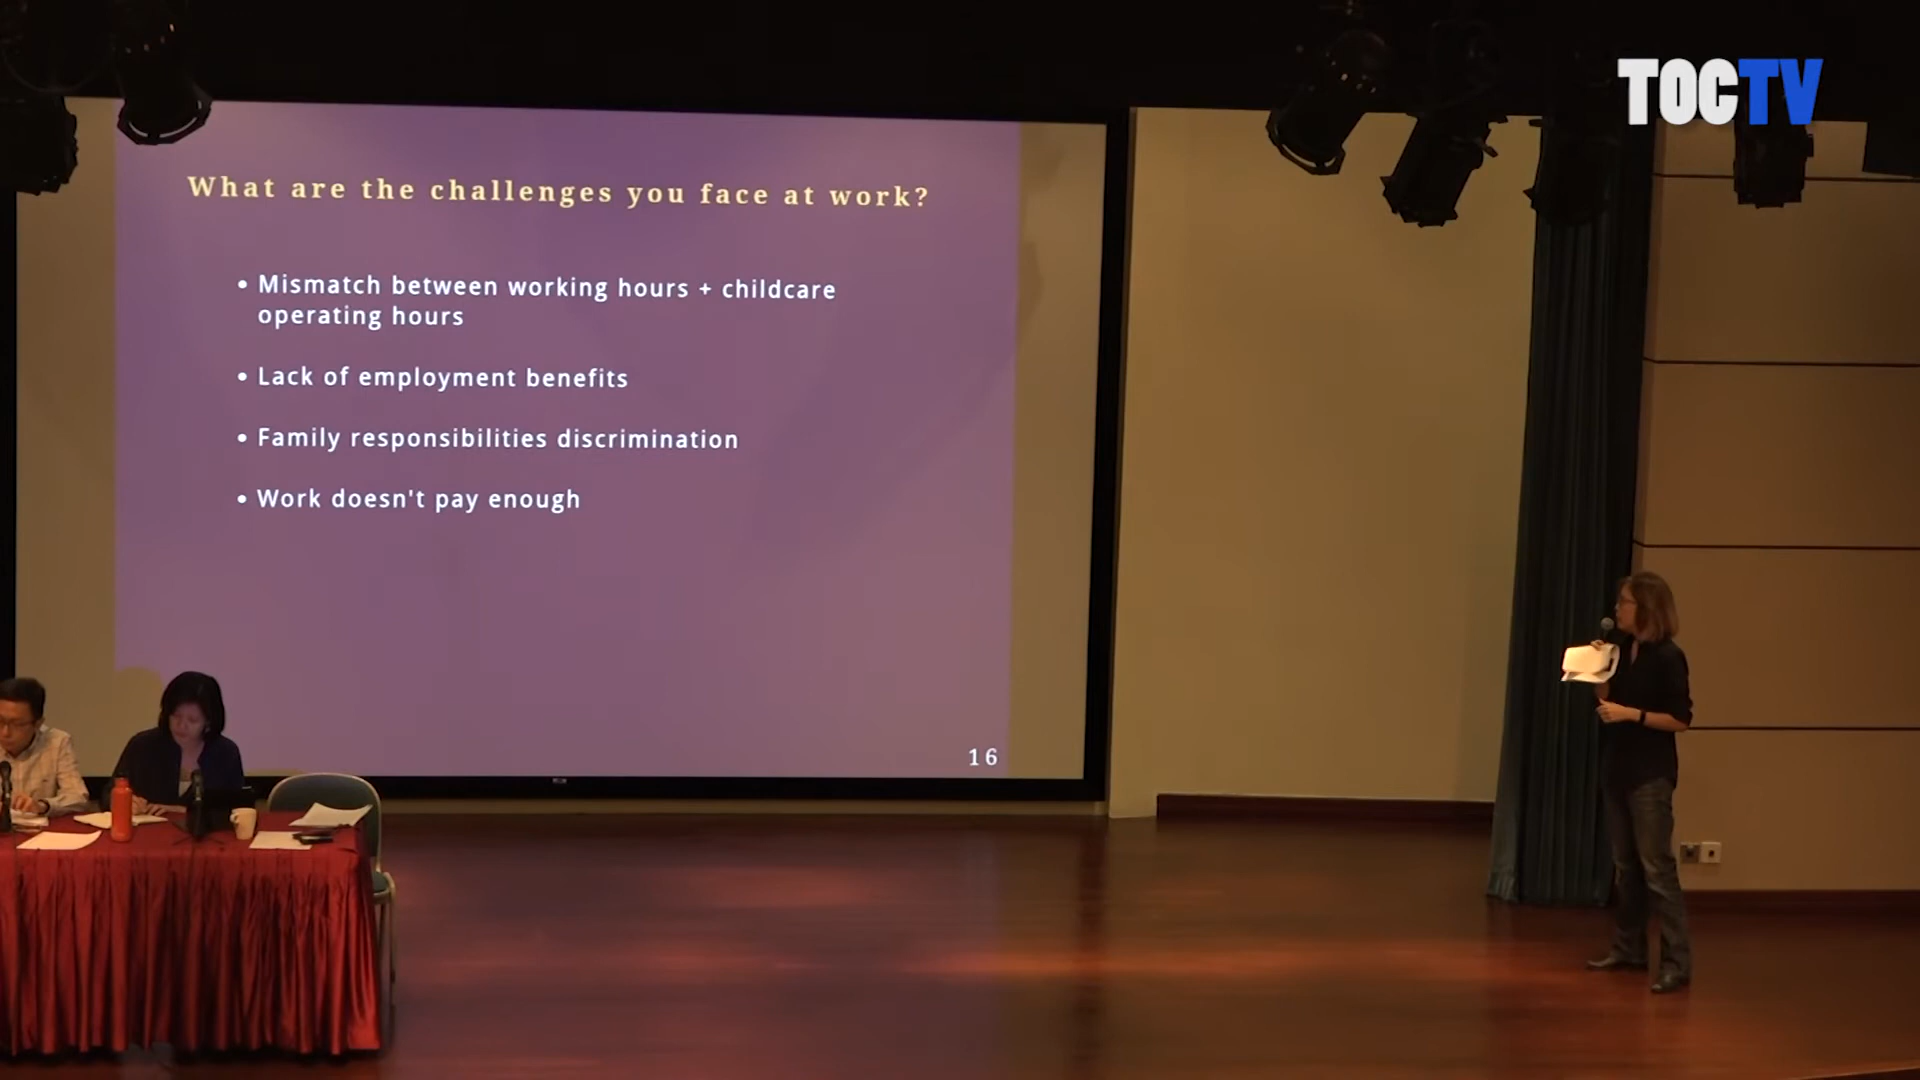 TOCTV
What are the challenges you face at work?
• Mismatch between working hours + childcare
operating hours
• Lack of employment benefits
• Family responsibilities discrimination
• Work doesn't pay enough
16